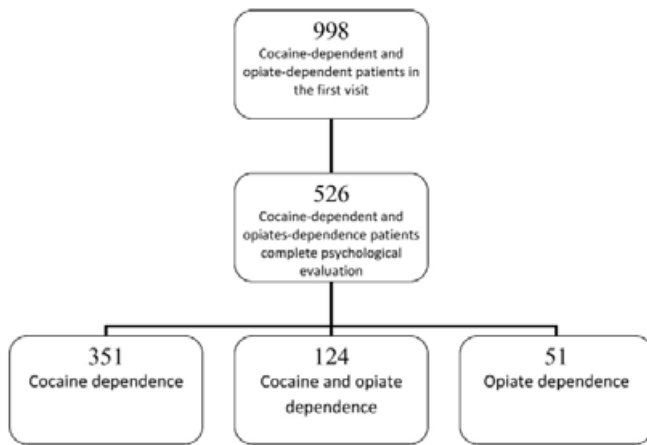 998
Cocaine-dependent and
opiate-dependent patients in
the first visit
526
Cocaine-dependent and
opiates-dependence patients
complete psychological
evaluation
351
Cocaine dependence
124
Cocaine and opiate
dependence
51
Opiate dependence